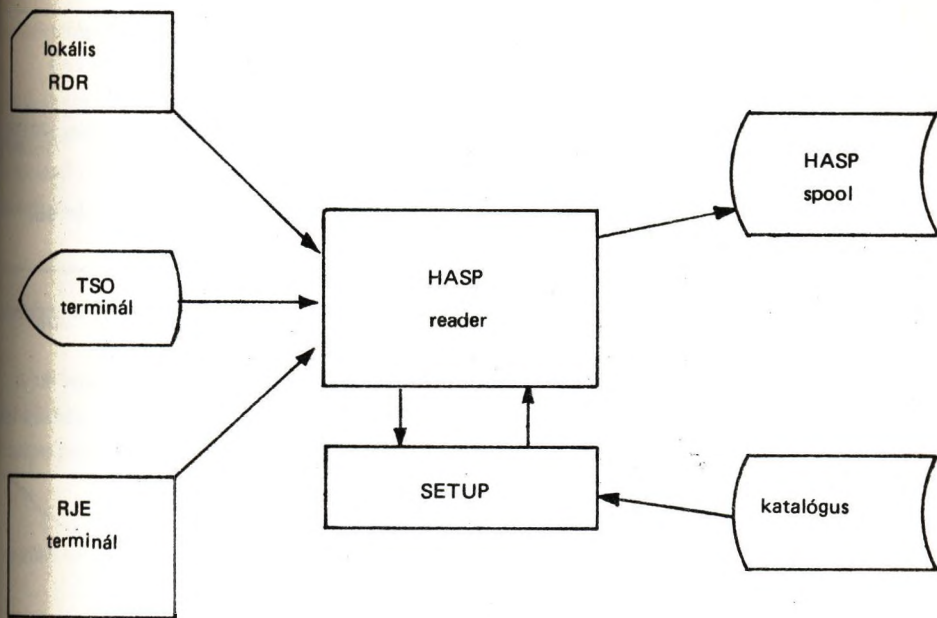 lokális
RDR
TSO
terminál
RJE
terminál
HASP
reader
SETUP
HASP
spool
katalógus